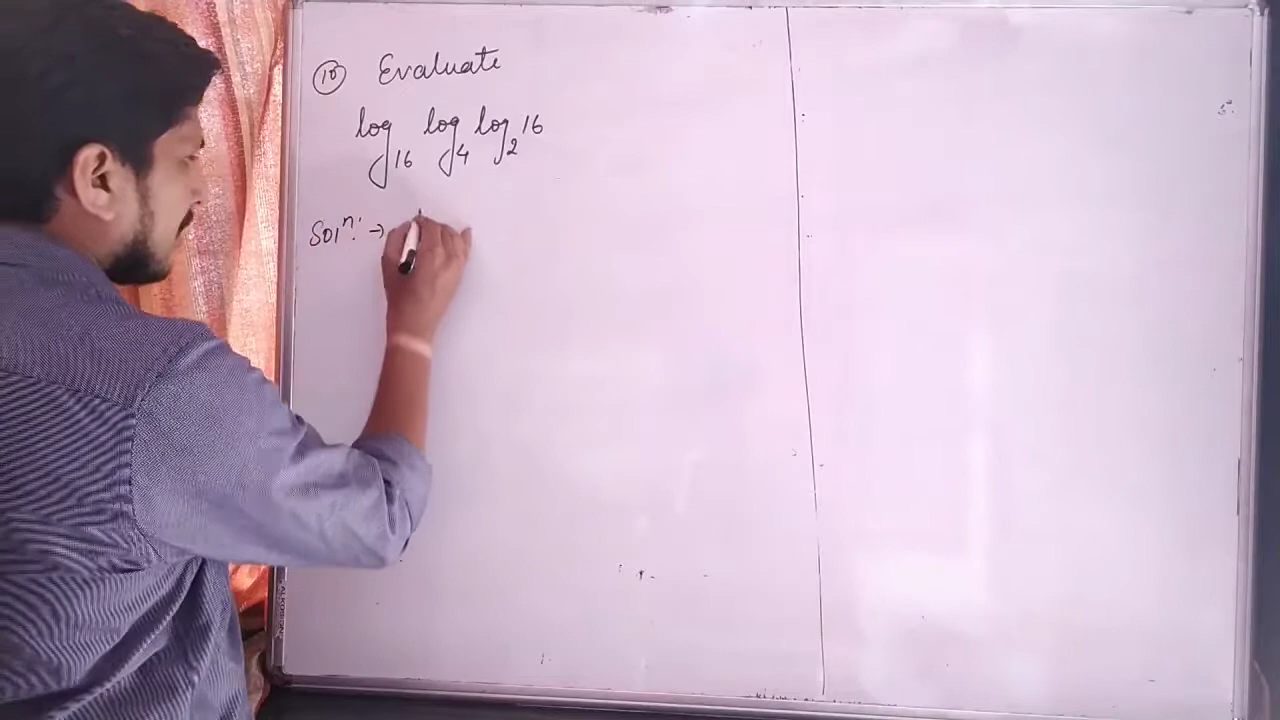 (10) Evaluate
log₁₆ log₄ log₂ 16
Solⁿ: →